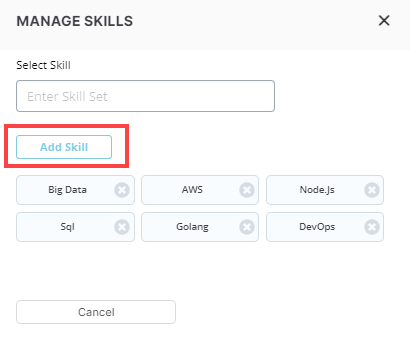 MANAGE SKILLS
Select Skill
Enter Skill Set
Add Skill
Big Data AWS Node.Js
Sql Golang DevOps
Cancel